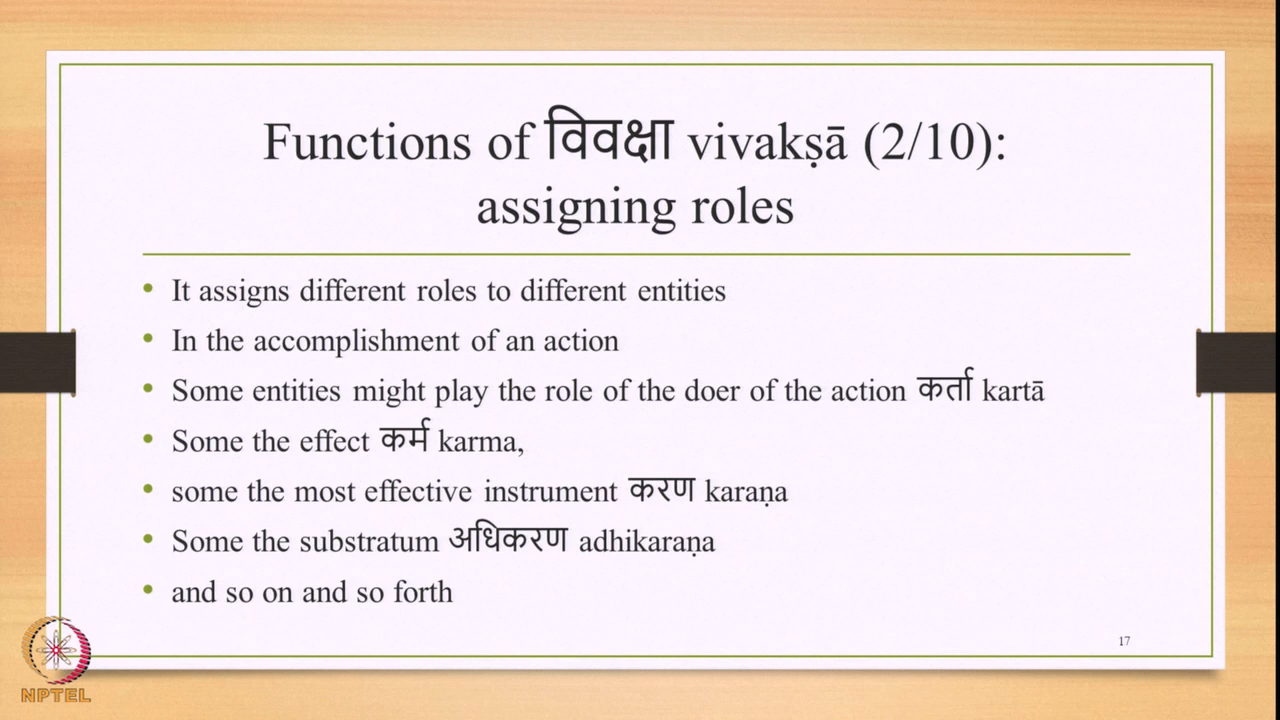 Functions of विवक्षा vivakṣā (2/10):
assigning roles
• It assigns different roles to different entities
• In the accomplishment of an action
• Some entities might play the role of the doer of the action कर्ता kartā
• Some the effect कर्म karma,
• some the most effective instrument करण karaṇa
• Some the substratum अधिकरण adhikaraṇa
• and so on and so forth
17
NPTEL